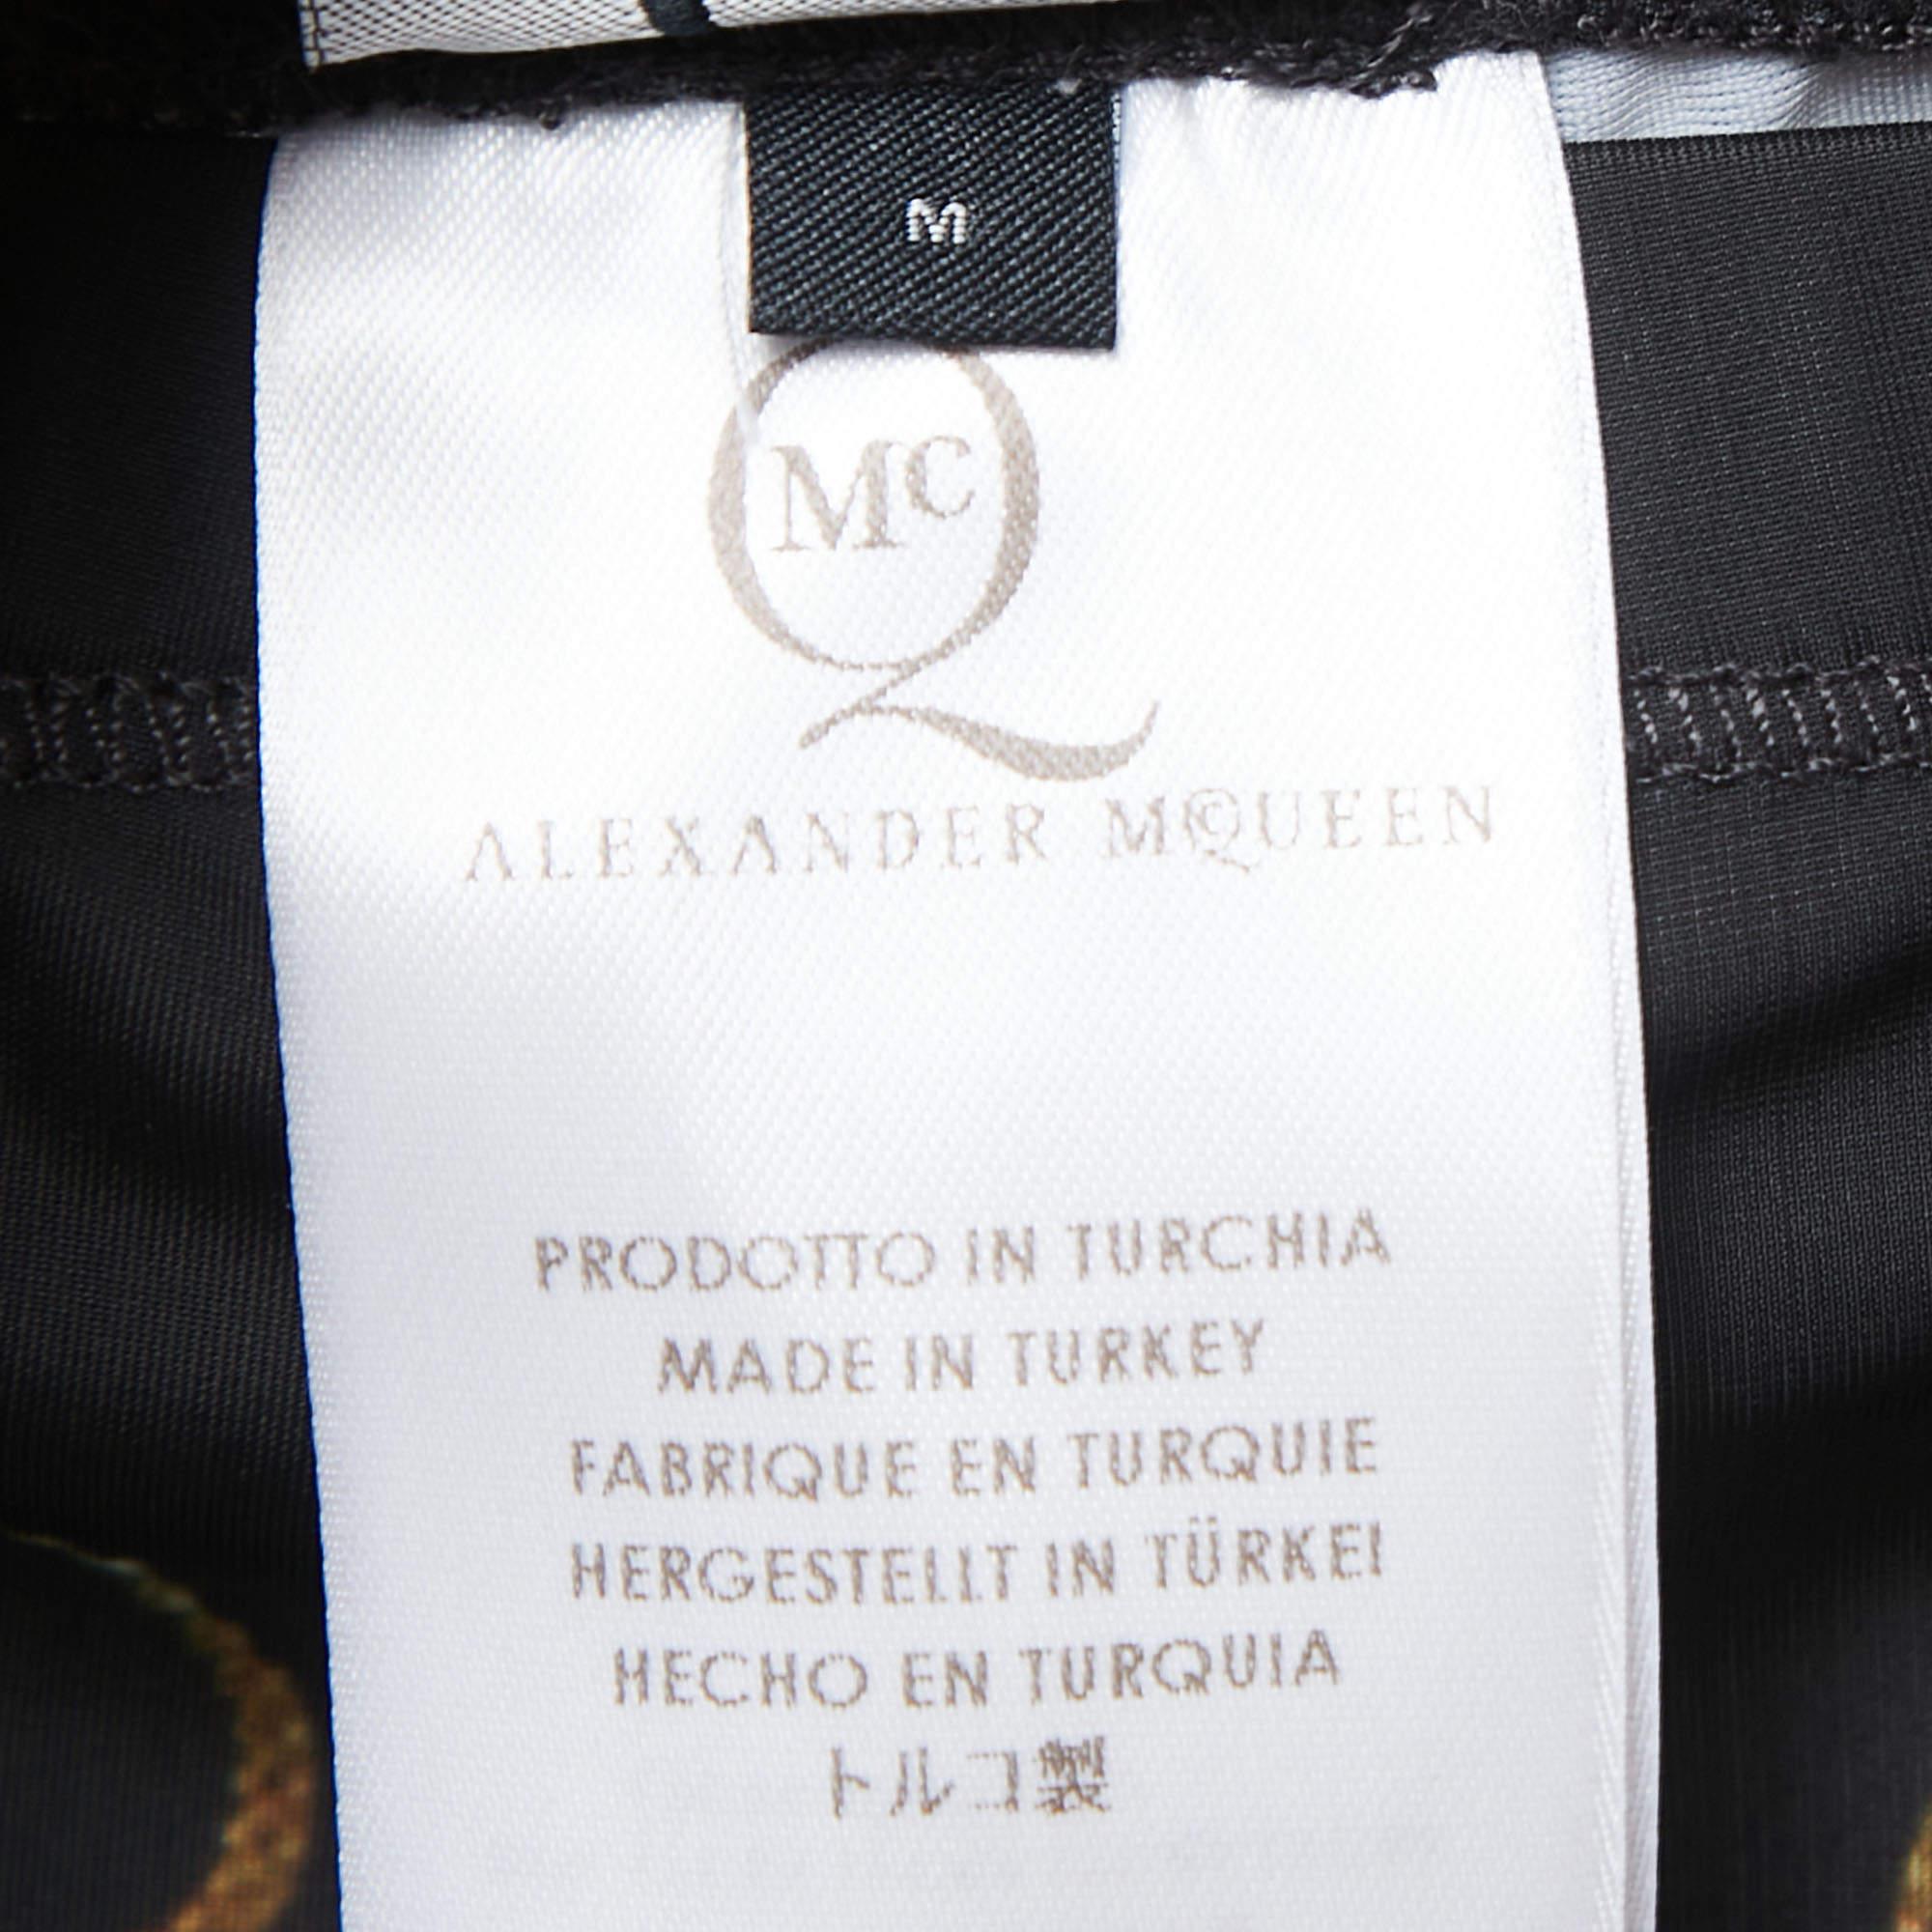 M
McQ
ALEXANDER MCQUEEN
PRODOTTO IN TURCHIA
MADE IN TURKEY
FABRIQUE EN TURQUIE
HERGESTELLT IN TÜRKEI
HECHO EN TURQUIA
トルコ製